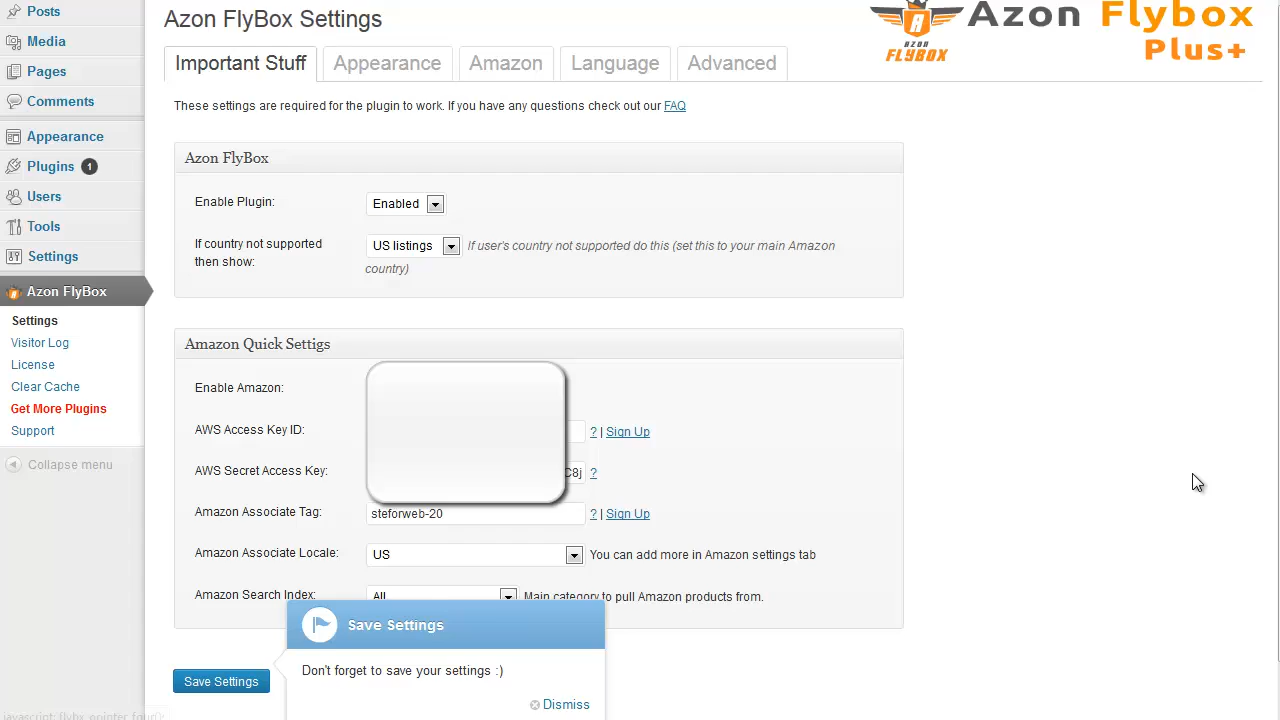 Posts
Media
Pages
Comments
Appearance
Plugins 1
Users
Tools
Settings
Azon FlyBox
Settings
Visitor Log
License
Clear Cache
Get More Plugins
Support
Collapse menu
Azon FlyBox Settings
AZON
FLYBOX
Azon Flybox
Plus+
Important Stuff Appearance Amazon Language Advanced
These settings are required for the plugin to work. If you have any questions check out our FAQ
Azon FlyBox
Enable Plugin: Enabled
If country not supported then show: US listings If user's country not supported do this (set this to your main Amazon
country)
Amazon Quick Settigs
Enable Amazon:
AWS Access Key ID: ? | Sign Up
AWS Secret Access Key: C8j ?
Amazon Associate Tag: steforweb-20 ? | Sign Up
Amazon Associate Locale: US You can add more in Amazon settings tab
Amazon Search Index: All Main category to pull Amazon products from.
Save Settings
Don't forget to save your settings :)
Dismiss
Save Settings